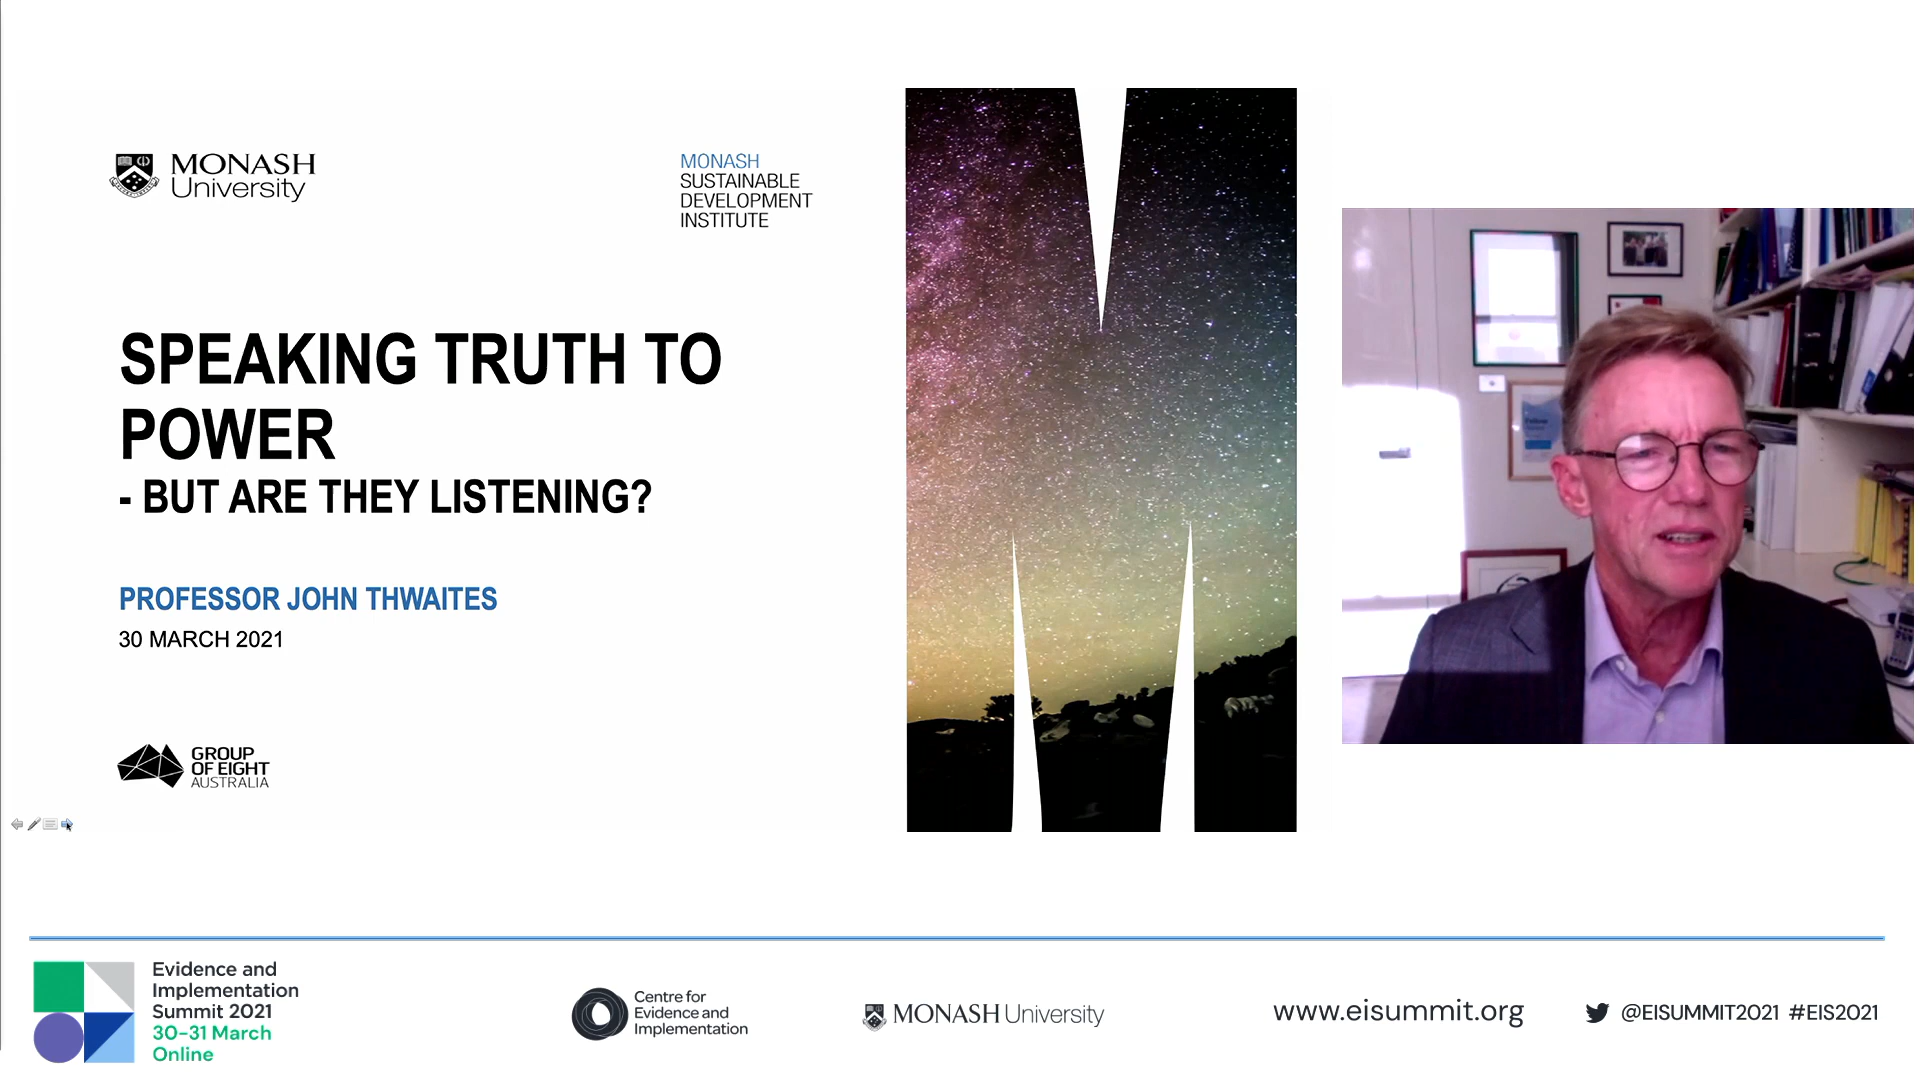 MONASH
University
MONASH
SUSTAINABLE
DEVELOPMENT
INSTITUTE
SPEAKING TRUTH TO
POWER
- BUT ARE THEY LISTENING?
PROFESSOR JOHN THWAITES
30 MARCH 2021
GROUP
OF EIGHT
AUSTRALIA
Evidence and
Implementation
Summit 2021
30–31 March
Online
Centre for
Evidence and
Implementation
MONASH University
www.eisummit.org
@EISUMMIT2021 #EIS2021